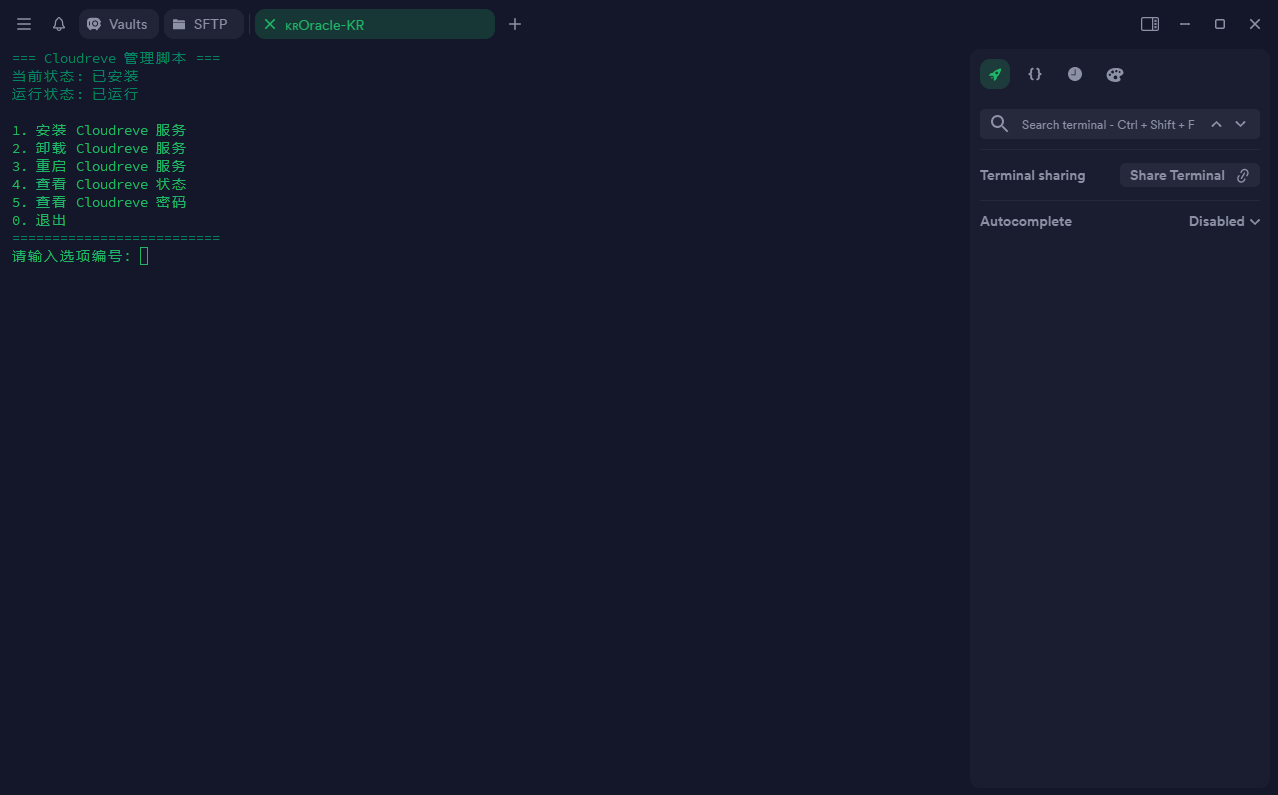 Vaults
SFTP
KROracle-KR
=== Cloudreve 管理脚本 ===
当前状态: 已安装
运行状态: 已运行
1. 安装 Cloudreve 服务
2. 卸载 Cloudreve 服务
3. 重启 Cloudreve 服务
4. 查看 Cloudreve 状态
5. 查看 Cloudreve 密码
0. 退出
==========================
请输入选项编号:
{}
Search terminal - Ctrl + Shift + F
Terminal sharing
Share Terminal
Autocomplete
Disabled